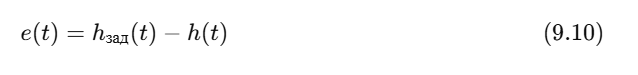 e(t) = hзад(t) − h(t) (9.10)